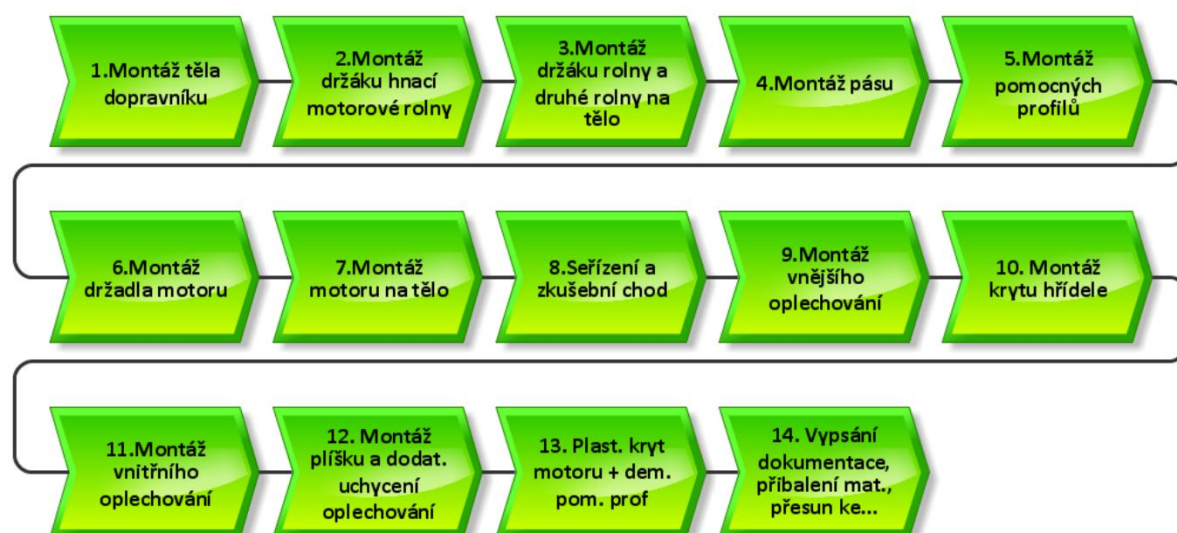 1.Montáž těla
dopravníku
2.Montáž
držáku hnací
motorové rolny
3.Montáž
držáku rolny a
druhé rolny na
tělo
4.Montáž pásu
5.Montáž
pomocných
profilů
6.Montáž
držadla motoru
7.Montáž
motoru na tělo
8.Seřízení a
zkušební chod
9.Montáž
vnějšího
oplechování
10. Montáž
krytu hřídele
11.Montáž
vnitřního
oplechování
12. Montáž
plíšku a dodat.
uchycení
oplechování
13. Plast. kryt
motoru + dem.
pom. prof
14. Vypsání
dokumentace,
přibalení mat.,
přesun ke...